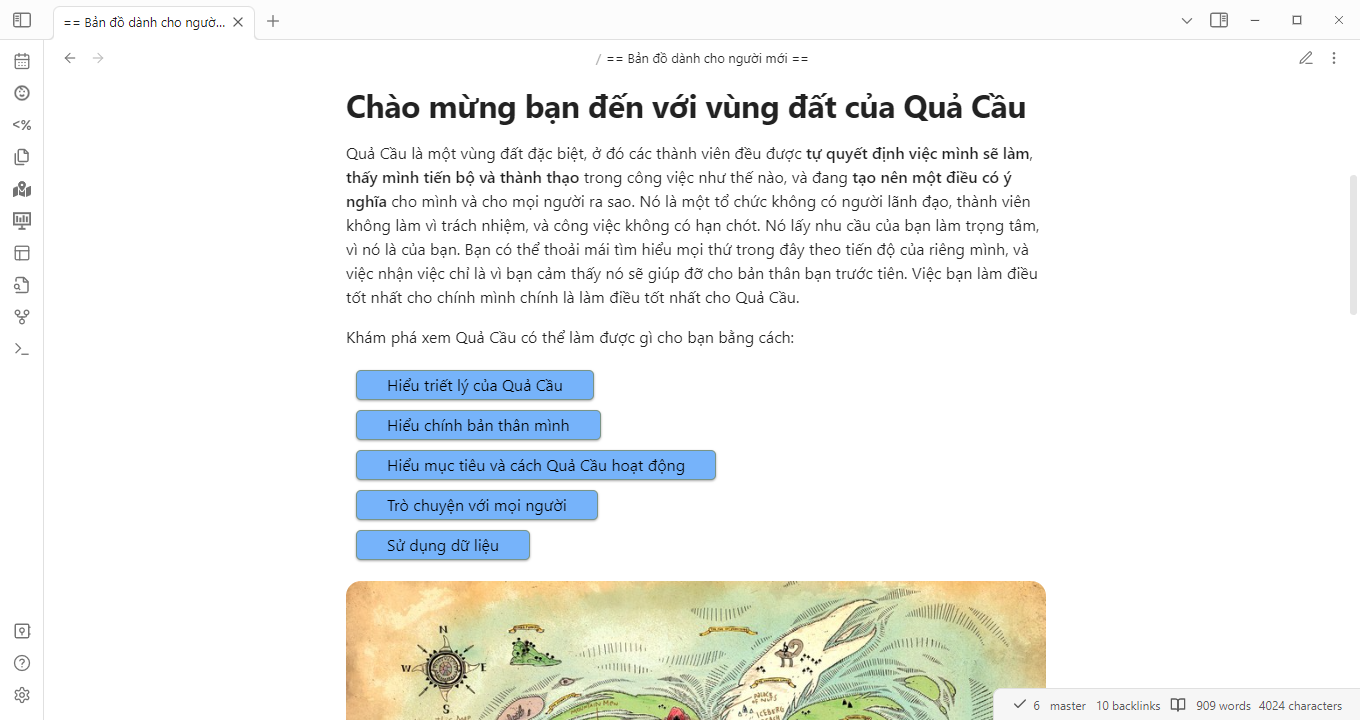 == Bản đồ dành cho ngườ...
/ == Bản đồ dành cho người mới ==
<%
Chào mừng bạn đến với vùng đất của Quả Cầu
Quả Cầu là một vùng đất đặc biệt, ở đó các thành viên đều được tự quyết định việc mình sẽ làm,
thấy mình tiến bộ và thành thạo trong công việc như thế nào, và đang tạo nên một điều có ý
nghĩa cho mình và cho mọi người ra sao. Nó là một tổ chức không có người lãnh đạo, thành viên
không làm vì trách nhiệm, và công việc không có hạn chót. Nó lấy nhu cầu của bạn làm trọng tâm,
vì nó là của bạn. Bạn có thể thoải mái tìm hiểu mọi thứ trong đây theo tiến độ của riêng mình, và
việc nhận việc chỉ là vì bạn cảm thấy nó sẽ giúp đỡ cho bản thân bạn trước tiên. Việc bạn làm điều
tốt nhất cho chính mình chính là làm điều tốt nhất cho Quả Cầu.
Khám phá xem Quả Cầu có thể làm được gì cho bạn bằng cách:
Hiểu triết lý của Quả Cầu
Hiểu chính bản thân mình
Hiểu mục tiêu và cách Quả Cầu hoạt động
Trò chuyện với mọi người
Sử dụng dữ liệu
N
W E
S
ICEBERG
6 master 10 backlinks 909 words 4024 characters